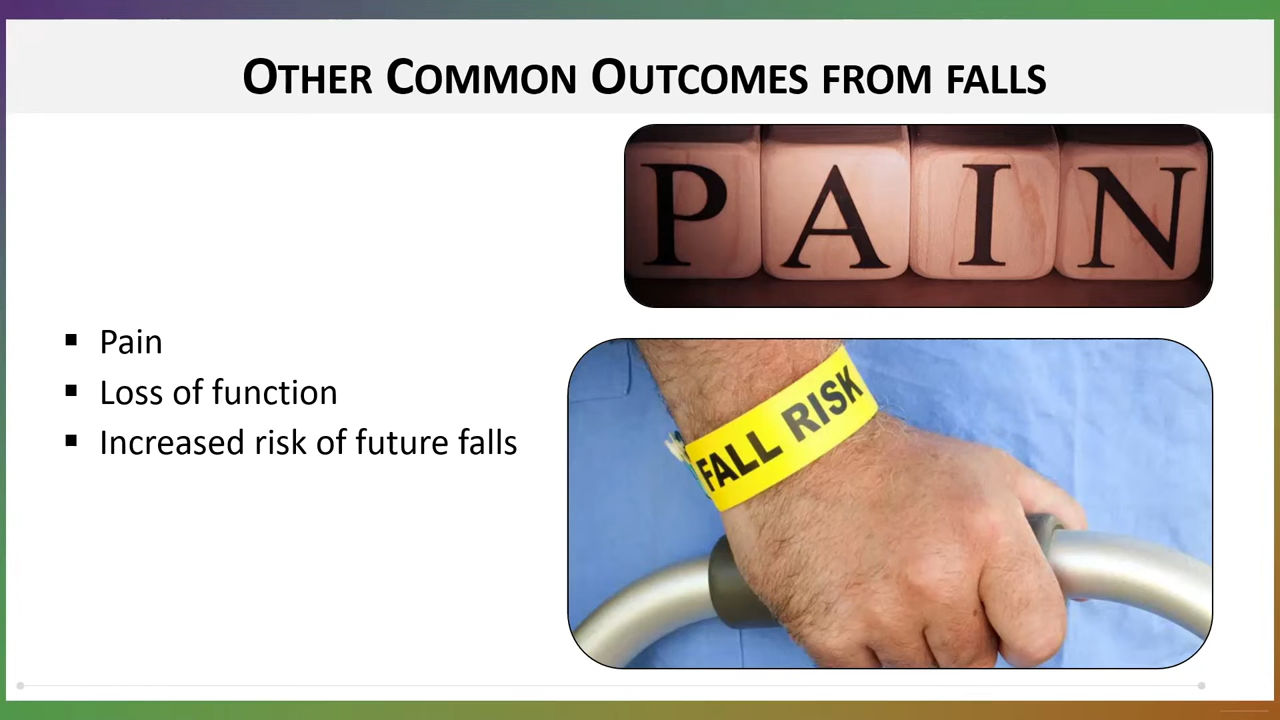 Other Common Outcomes from falls
PAIN
Pain
Loss of function
Increased risk of future falls
FALL RISK